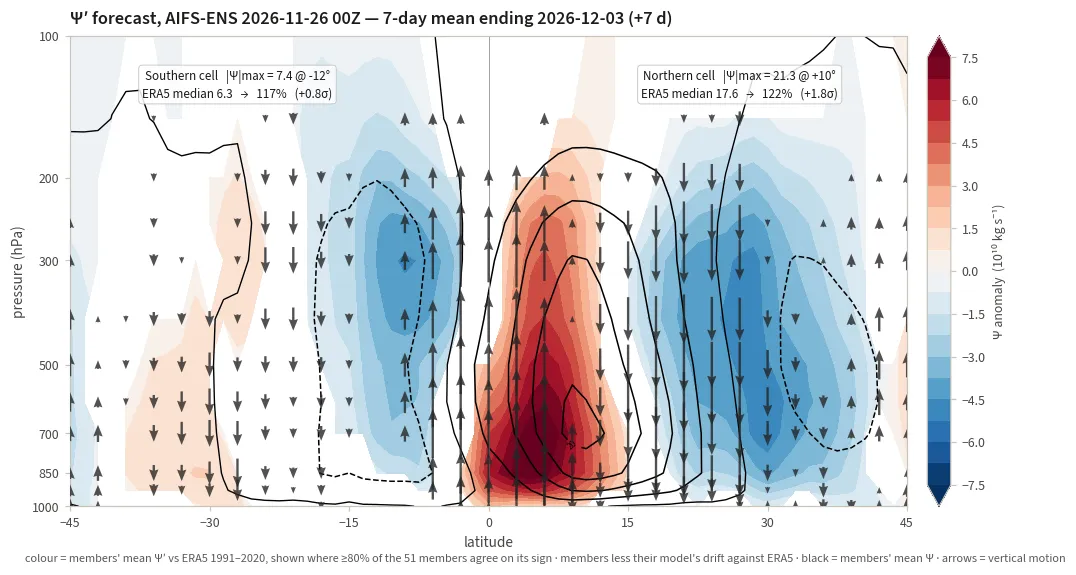 Ψ′ forecast, AIFS-ENS 2026-11-26 00Z — 7-day mean ending 2026-12-03 (+7 d)
Southern cell |Ψ|max = 7.4 @ -12°
ERA5 median 6.3 → 117% (+0.8σ)
Northern cell |Ψ|max = 21.3 @ +10°
ERA5 median 17.6 → 122% (+1.8σ)
pressure (hPa)
100
200
300
400
500
700
850
1000
−45
−30
−15
0
15
30
45
latitude
7.5
6.0
4.5
3.0
1.5
0.0
−1.5
−3.0
−4.5
−6.0
−7.5
Ψ anomaly (10¹⁰ kg s⁻¹)
colour = members' mean Ψ′ vs ERA5 1991–2020, shown where ≥80% of the 51 members agree on its sign · members less their model's drift against ERA5 · black = members' mean Ψ · arrows = vertical motion